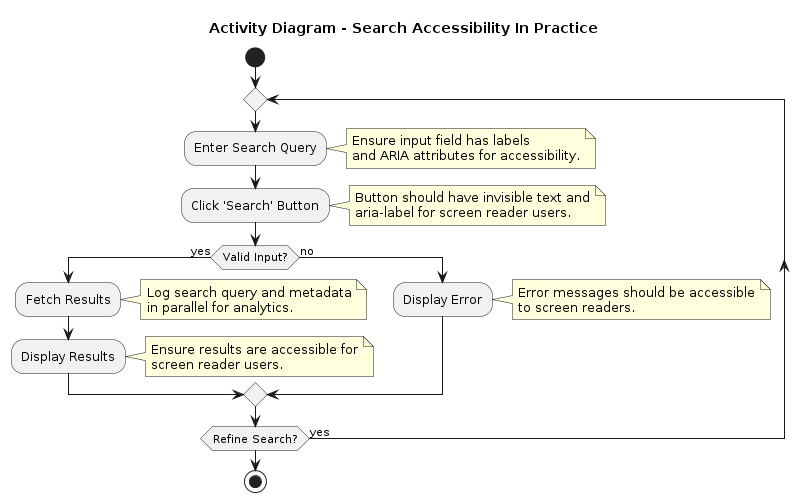 Activity Diagram - Search Accessibility In Practice
Enter Search Query
Ensure input field has labels
and ARIA attributes for accessibility.
Click 'Search' Button
Button should have invisible text and
aria-label for screen reader users.
yes
Valid Input?
no
Fetch Results
Log search query and metadata
in parallel for analytics.
Display Error
Error messages should be accessible
to screen readers.
Display Results
Ensure results are accessible for
screen reader users.
Refine Search?
yes